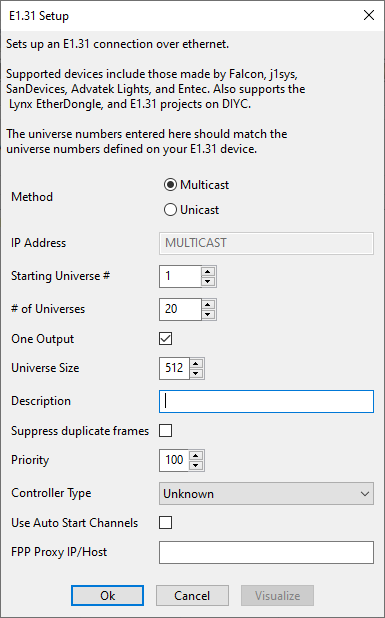 E1.31 Setup
Sets up an E1.31 connection over ethernet.
Supported devices include those made by Falcon, j1sys,
SanDevices, Advatek Lights, and Entec. Also supports the
Lynx EtherDongle, and E1.31 projects on DIYC.
The universe numbers entered here should match the
universe numbers defined on your E1.31 device.
Method
Multicast
Unicast
IP Address MULTICAST
Starting Universe # 1
# of Universes 20
One Output
Universe Size 512
Description
Suppress duplicate frames
Priority 100
Controller Type Unknown
Use Auto Start Channels
FPP Proxy IP/Host
Ok Cancel Visualize